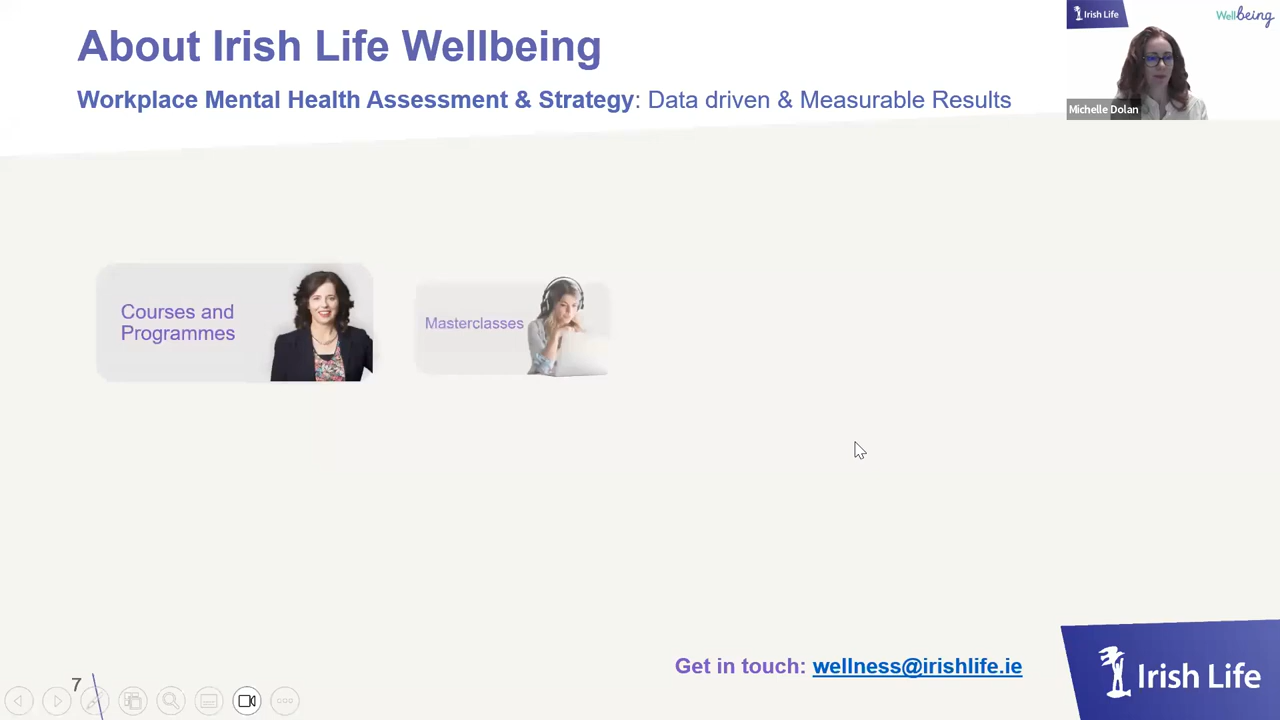 About Irish Life Wellbeing
Workplace Mental Health Assessment & Strategy: Data driven & Measurable Results
Irish Life
Wellbeing
Michelle Dolan
Courses and
Programmes
Masterclasses
Get in touch: wellness@irishlife.ie
7
Irish Life